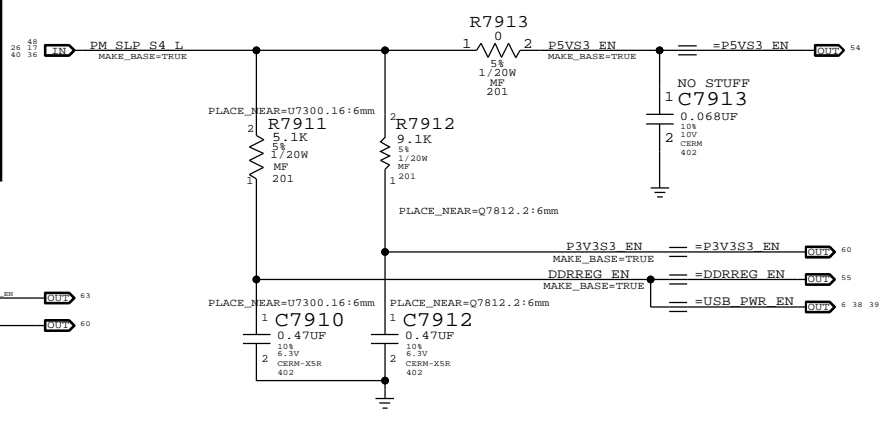 R7913
0
1 2
5%
1/20W
MF
201
48
26 17
40 36
IN
PM_SLP_S4_L
MAKE_BASE=TRUE
P5VS3_EN
MAKE_BASE=TRUE
=P5VS3_EN
OUT
54
NO STUFF
1
C7913
0.068UF
10%
10V
CERM
402
2
PLACE_NEAR=U7300.16:6mm
2
R7911
5.1K
5%
1/20W
MF
201
1
2
R7912
9.1K
5%
1/20W
MF
201
1
PLACE_NEAR=Q7812.2:6mm
P3V3S3_EN
MAKE_BASE=TRUE
=P3V3S3_EN
OUT
60
DDRREG_EN
MAKE_BASE=TRUE
=DDRREG_EN
OUT
55
=USB_PWR_EN
OUT
6 38 39
_EN
OUT
63
OUT
60
PLACE_NEAR=U7300.16:6mm
1
C7910
0.47UF
10%
6.3V
CERM-X5R
402
2
PLACE_NEAR=Q7812.2:6mm
1
C7912
0.47UF
10%
6.3V
CERM-X5R
402
2